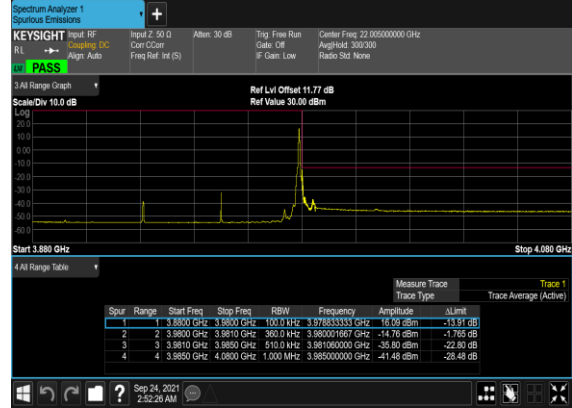 Spectrum Analyzer 1
Spurious Emissions
KEYSIGHT Input: RF
R L
Coupling: DC
Align: Auto
Input Z: 50 Ω
Corr CCorr
Freq Ref: Int (S)
Atten: 30 dB
Trig: Free Run
Gate: Off
IF Gain: Low
Center Freq: 22.005000000 GHz
Avg|Hold: 300/300
Radio Std: None
PASS
3 All Range Graph
Ref Lvl Offset 11.77 dB
Scale/Div 10.0 dB
Ref Value 30.00 dBm
Log
20.0
10.0
0.00
-10.0
-20.0
-30.0
-40.0
-50.0
-60.0
Start 3.880 GHz
Stop 4.080 GHz
4 All Range Table
Measure Trace Trace 1
Trace Type Trace Average (Active)
Spur Range Start Freq Stop Freq RBW Frequency Amplitude ΔLimit
1 1 3.8800 GHz 3.9800 GHz 100.0 kHz 3.978833333 GHz 16.09 dBm -13.91 dB
2 2 3.9800 GHz 3.9810 GHz 360.0 kHz 3.980001667 GHz -14.76 dBm -1.765 dB
3 3 3.9810 GHz 3.9850 GHz 510.0 kHz 3.981060000 GHz -35.80 dBm -22.80 dB
4 4 3.9850 GHz 4.0800 GHz 1.000 MHz 3.985000000 GHz -41.48 dBm -28.48 dB
Sep 24, 2021
2:52:26 AM